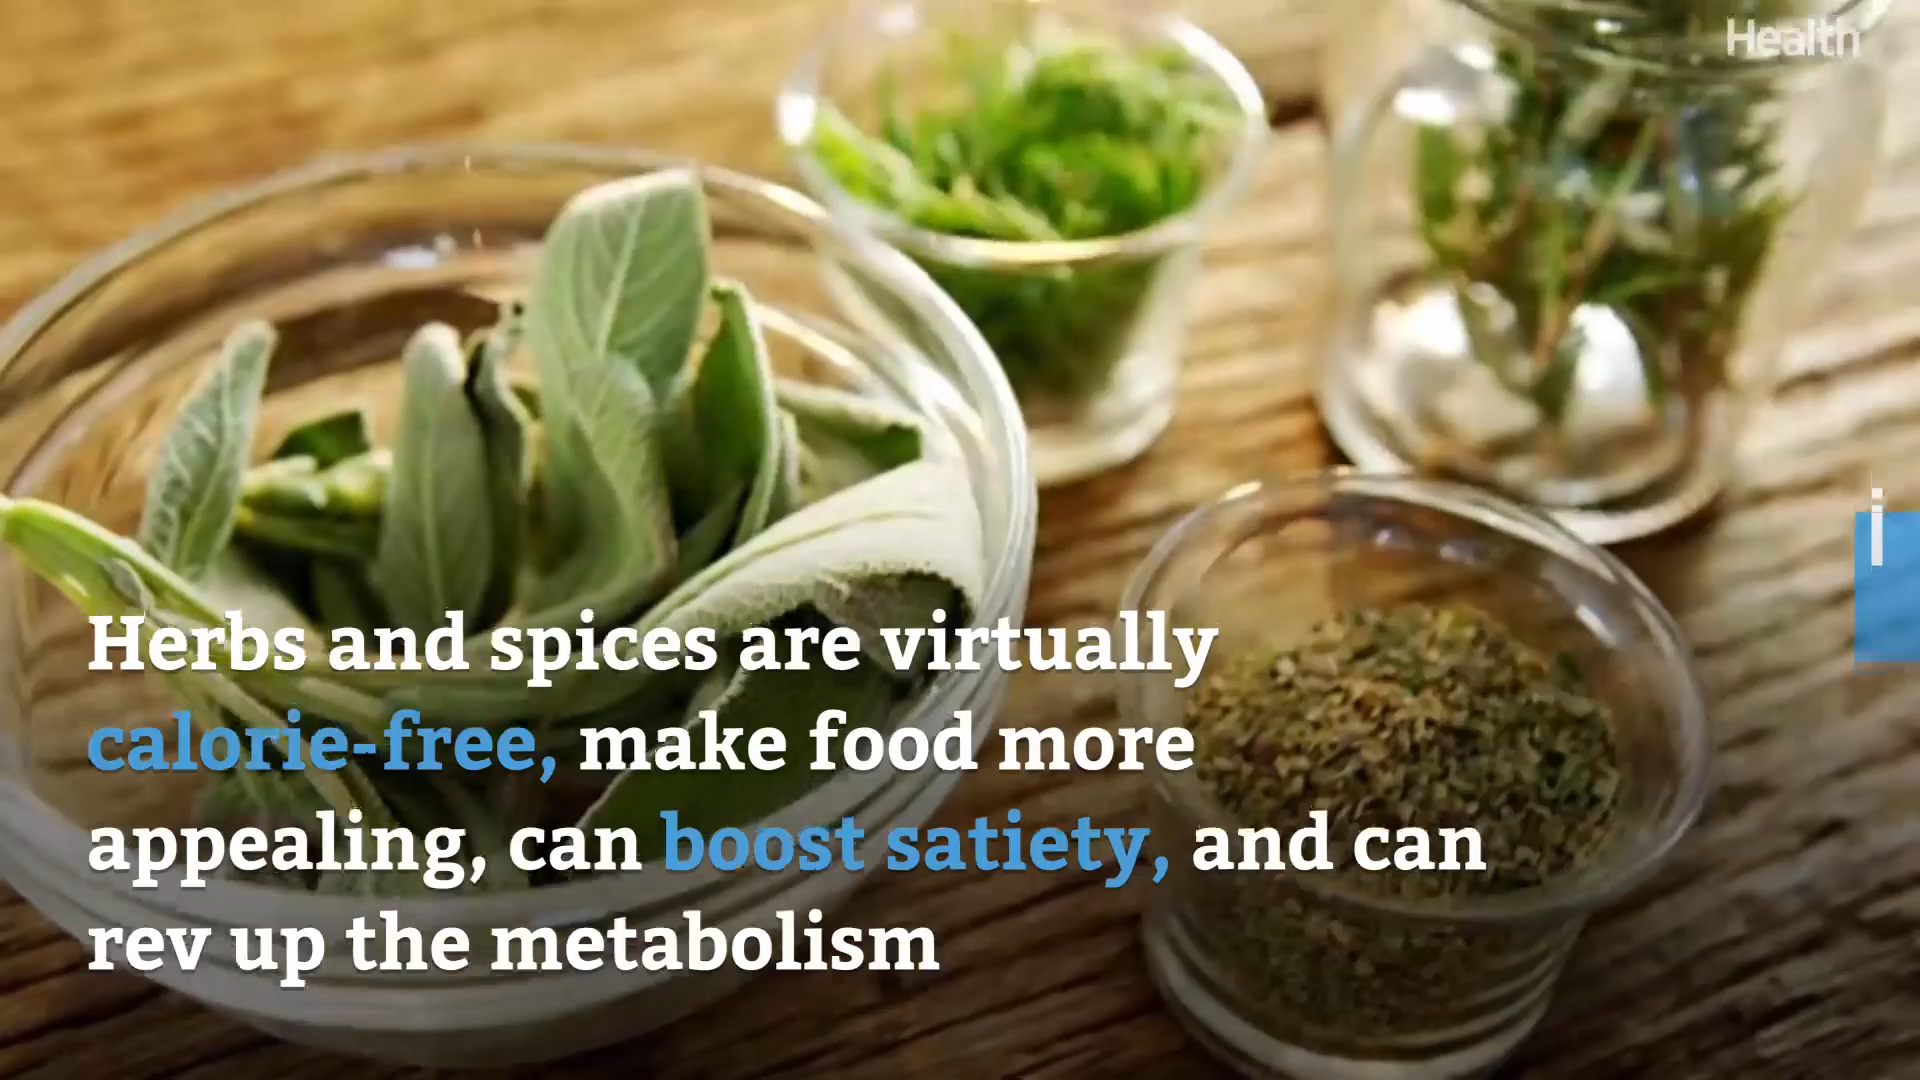 Health
i
Herbs and spices are virtually
calorie-free, make food more
appealing, can boost satiety, and can
rev up the metabolism